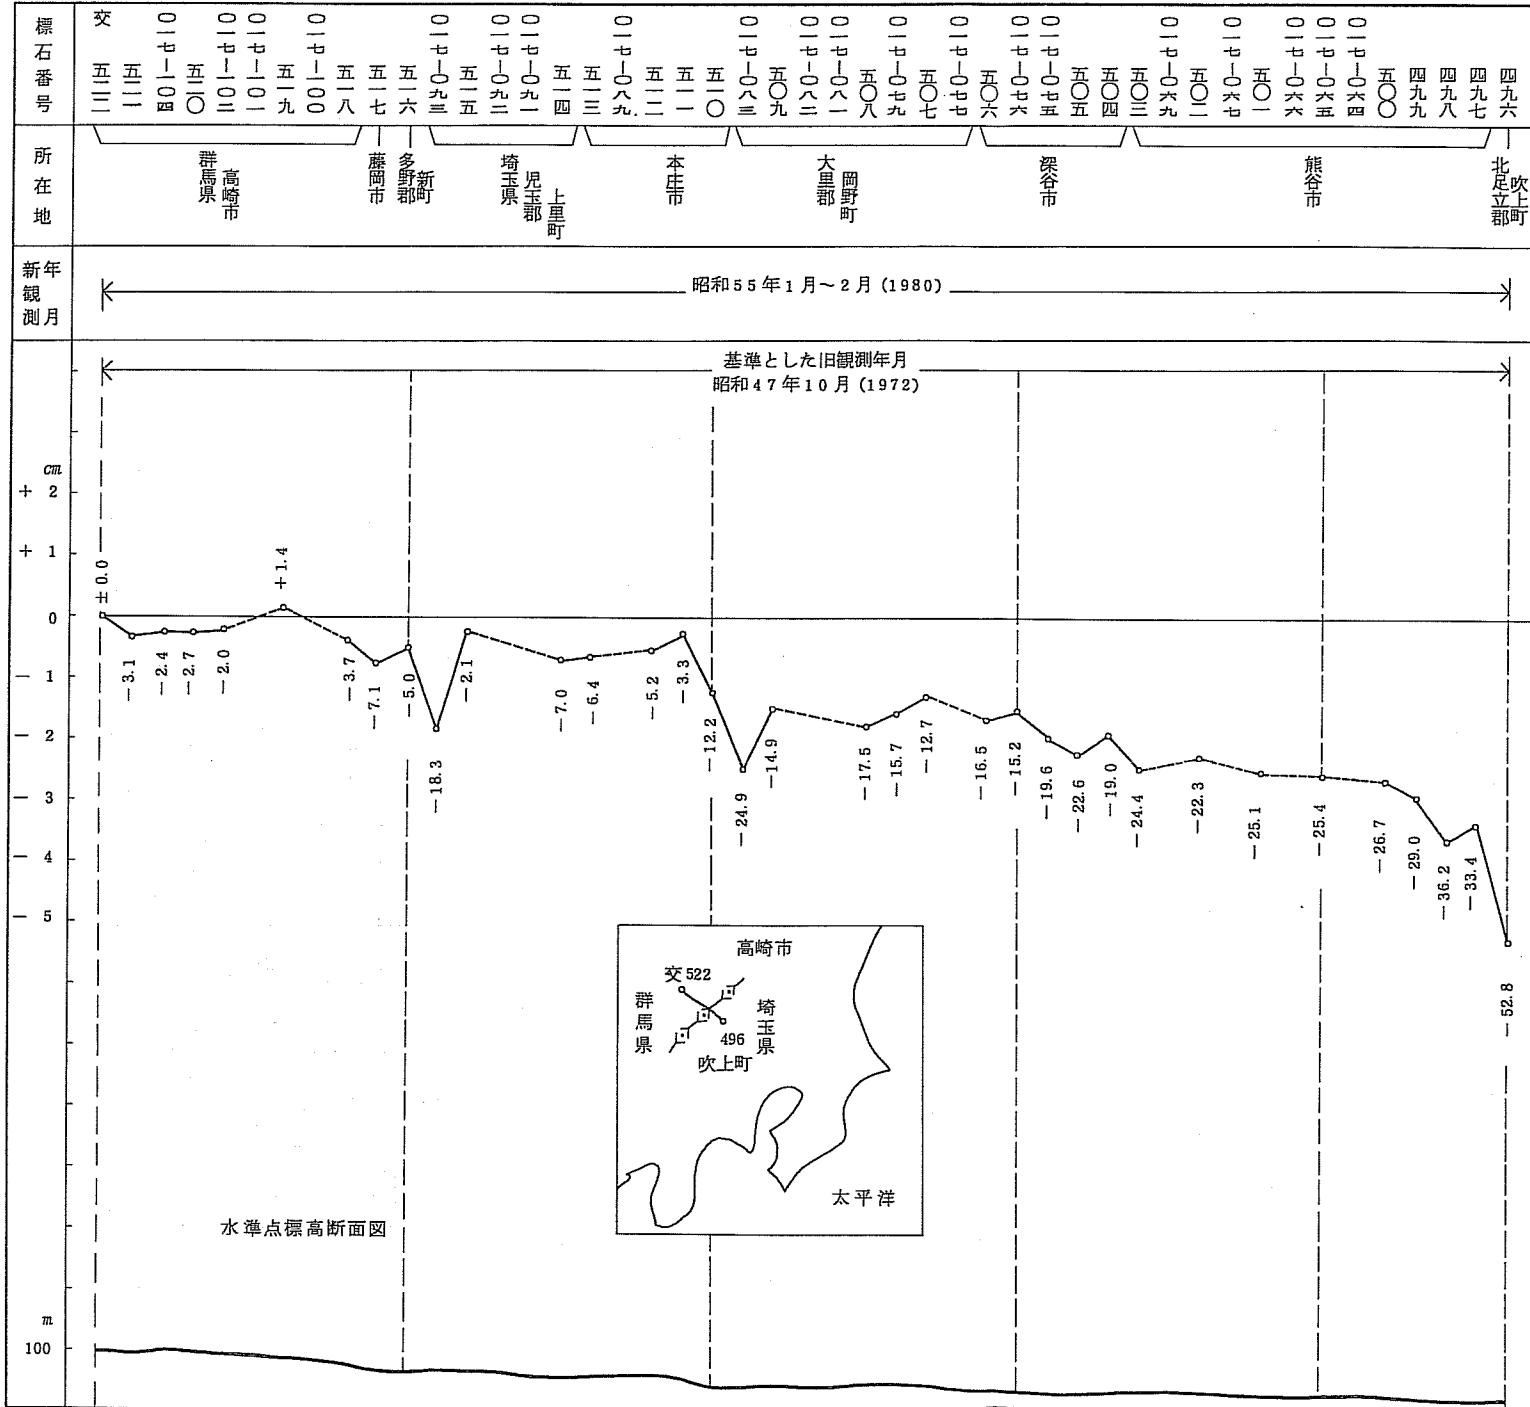 標石番号
交 五二二
五二一
〇一七-一〇四
五二〇
〇一七-一〇二
〇一七-一〇一
五一九
〇一七-一〇〇
五一八
五一七
五一六
〇一七-〇九三
五一五
〇一七-〇九二
〇一七-〇九一
五一四
五一三
〇一七-〇八九
五一二
五一一
五一〇
〇一七-〇八三
五〇九
〇一七-〇八二
〇一七-〇八一
五〇八
〇一七-〇七九
五〇七
〇一七-〇七七
五〇六
〇一七-〇七六
〇一七-〇七五
五〇五
五〇四
五〇三
〇一七-〇六九
五〇二
〇一七-〇六七
五〇一
〇一七-〇六六
〇一七-〇六五
〇一七-〇六四
五〇〇
四九九
四九八
四九七
四九六
所在地
群馬県
高崎市
藤岡市
多野郡
新町
埼玉県
児玉郡
上里町
本庄市
大里郡
岡野町
深谷市
熊谷市
北足立郡
吹上町
新観測年月
昭和55年1月～2月 (1980)
基準とした旧観測年月
昭和47年10月 (1972)
cm
+ 2
+ 1
0
- 1
- 2
- 3
- 4
- 5
±0.0
-3.1
-2.4
-2.7
-2.0
+1.4
-3.7
-7.1
-5.0
-18.3
-2.1
-7.0
-6.4
-5.2
-3.3
-12.2
-24.9
-14.9
-17.5
-15.7
-12.7
-16.5
-15.2
-19.6
-22.6
-19.0
-24.4
-22.3
-25.1
-25.4
-26.7
-29.0
-36.2
-33.4
-52.8
高崎市
交 522
群馬県
埼玉県
496
吹上町
太平洋
水準点標高断面図
m
100